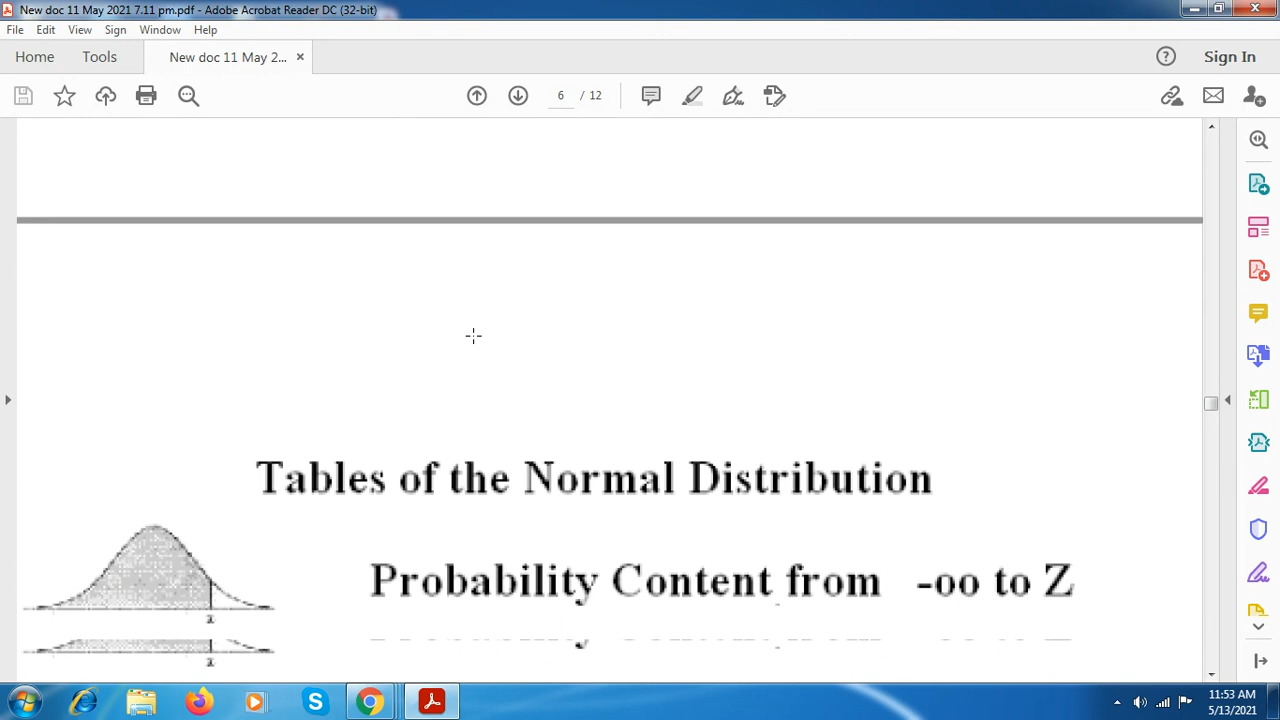 New doc 11 May 2021 7.11 pm.pdf - Adobe Acrobat Reader DC (32-bit)
File Edit View Sign Window Help
Home Tools New doc 11 May 2... × Sign In
6 / 12
Tables of the Normal Distribution
Probability Content from -oo to Z
z
z
11:53 AM
5/13/2021